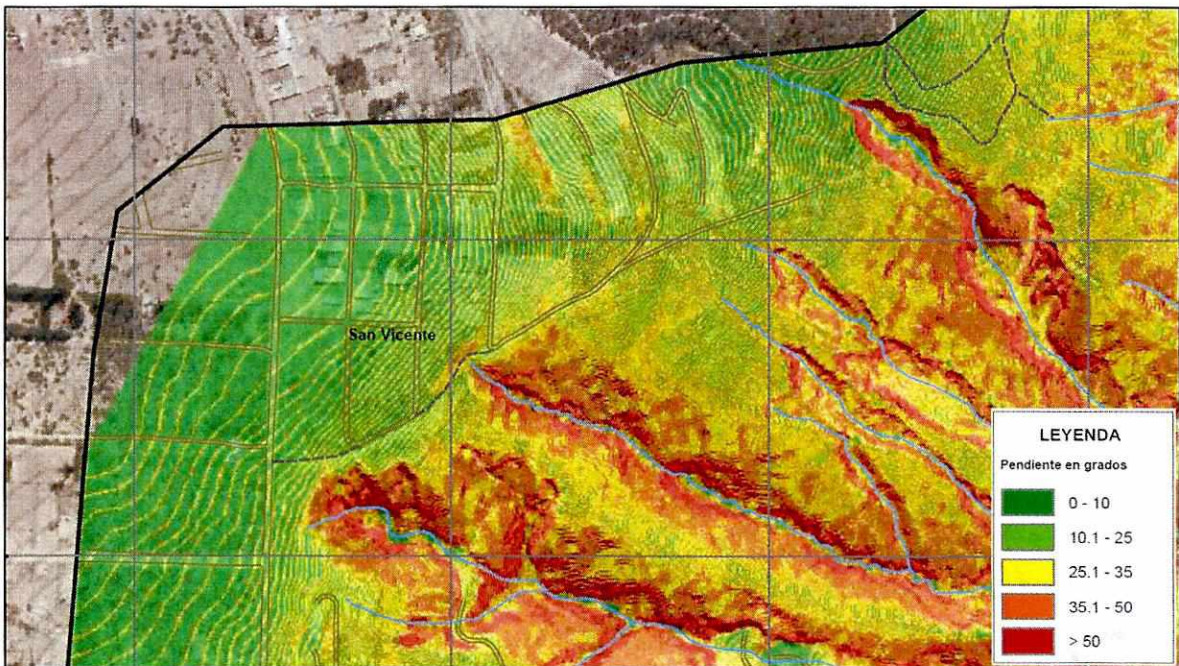 San Vicente
LEYENDA
Pendiente en grados
0 - 10
10.1 - 25
25.1 - 35
35.1 - 50
> 50